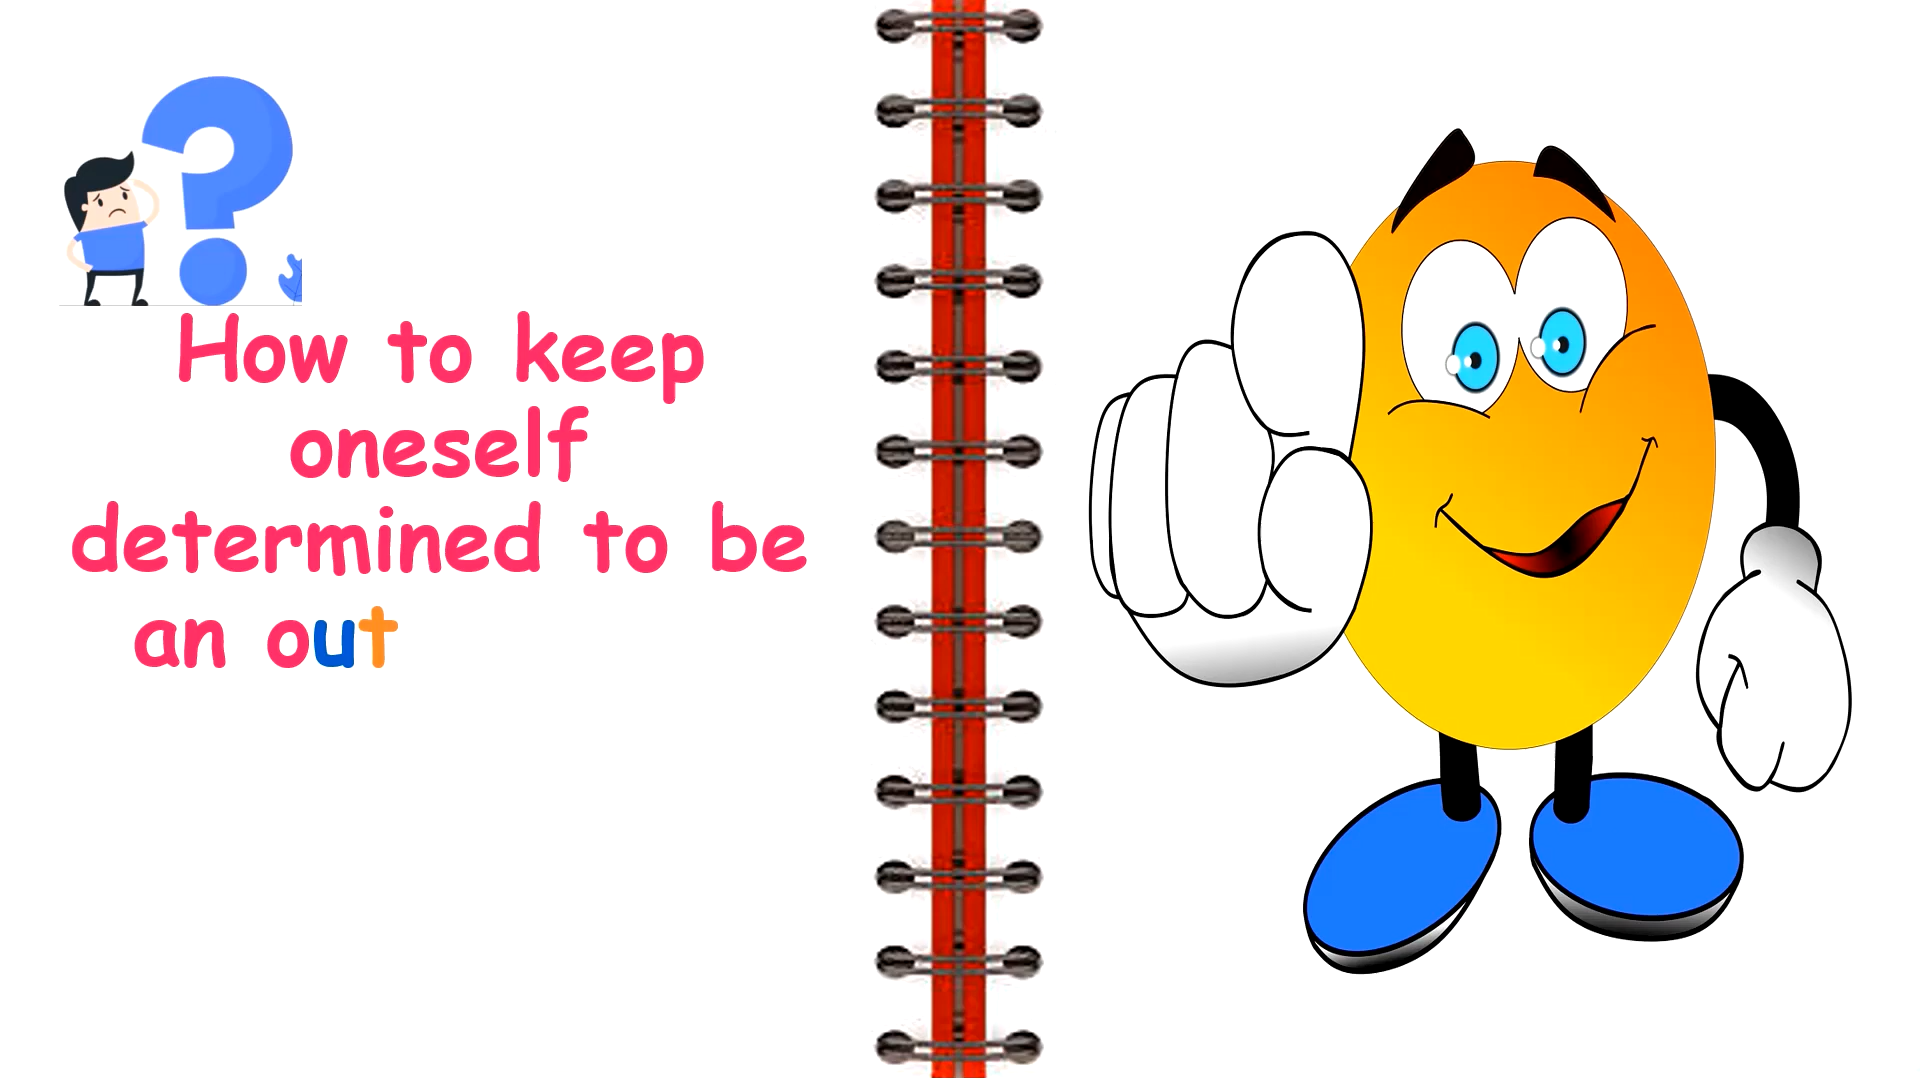 How to keep
oneself
determined to be
an out